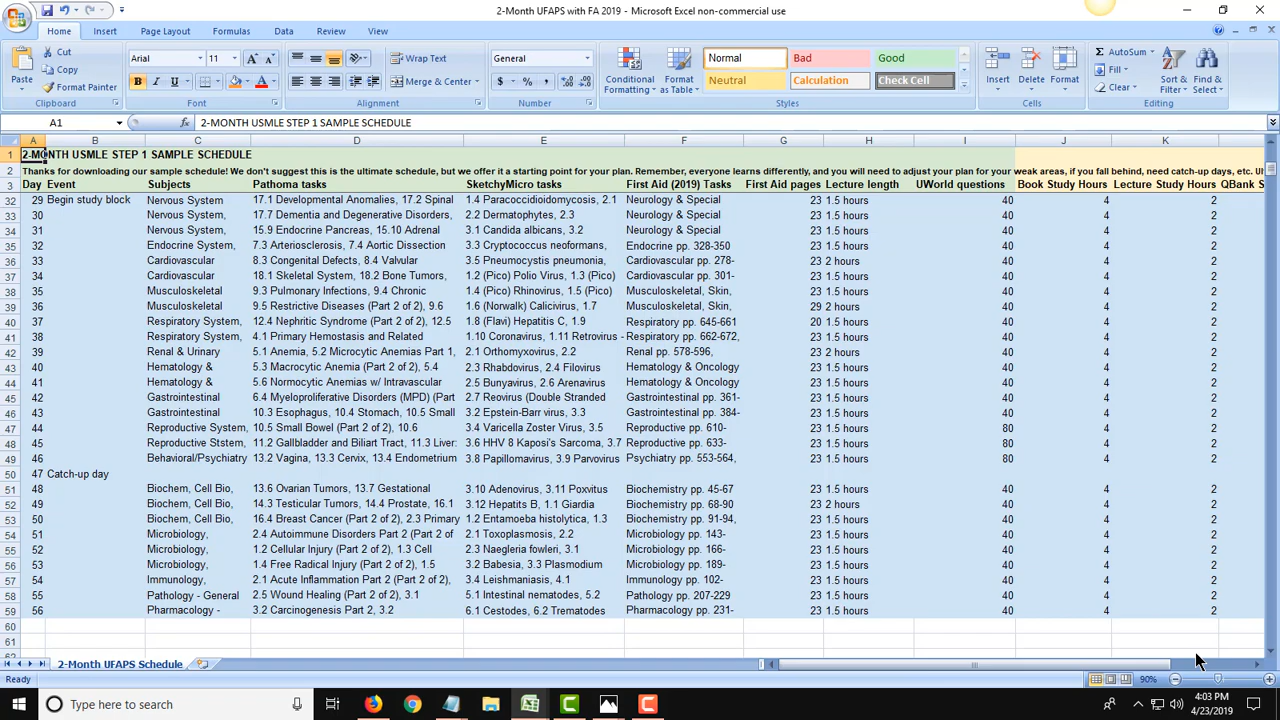 2-Month UFAPS with FA 2019 - Microsoft Excel non-commercial use
Home Insert Page Layout Formulas Data Review View
Paste Cut Copy Format Painter Clipboard
Arial 11 A A B I U A Font
Wrap Text Merge & Center Alignment
General $ % , Number
Conditional Formatting Format as Table Normal Bad Good Neutral Calculation Check Cell Styles
Insert Delete Format Cells
AutoSum Fill Clear Sort & Filter Find & Select Editing
A1 fx 2-MONTH USMLE STEP 1 SAMPLE SCHEDULE
A B C D E F G H I J K
1 2-MONTH USMLE STEP 1 SAMPLE SCHEDULE
2 Thanks for downloading our sample schedule! We don't suggest this is the ultimate schedule, but we offer it a starting point for your plan. Remember, everyone learns differently, and you will need to adjust your plan for your weak areas, if you fall behind, need catch-up days, etc.
3 Day Event Subjects Pathoma tasks SketchyMicro tasks First Aid (2019) Tasks First Aid pages Lecture length UWorld questions Book Study Hours Lecture Study Hours QBank S
32 29 Begin study block Nervous System 17.1 Developmental Anomalies, 17.2 Spinal 1.4 Paracoccidioidomycosis, 2.1 Neurology & Special 23 1.5 hours 40 4 2
33 30 Nervous System, 17.7 Dementia and Degenerative Disorders, 2.2 Dermatophytes, 2.3 Neurology & Special 23 1.5 hours 40 4 2
34 31 Nervous System, 15.9 Endocrine Pancreas, 15.10 Adrenal 3.1 Candida albicans, 3.2 Neurology & Special 23 1.5 hours 40 4 2
35 32 Endocrine System, 7.3 Arteriosclerosis, 7.4 Aortic Dissection 3.3 Cryptococcus neoformans, Endocrine pp. 328-350 23 1.5 hours 40 4 2
36 33 Cardiovascular 8.3 Congenital Defects, 8.4 Valvular 3.5 Pneumocystis pneumonia, Cardiovascular pp. 278- 23 2 hours 40 4 2
37 34 Cardiovascular 18.1 Skeletal System, 18.2 Bone Tumors, 1.2 (Pico) Polio Virus, 1.3 (Pico) Cardiovascular pp. 301- 23 1.5 hours 40 4 2
38 35 Musculoskeletal 9.3 Pulmonary Infections, 9.4 Chronic 1.4 (Pico) Rhinovirus, 1.5 (Pico) Musculoskeletal, Skin, 23 1.5 hours 40 4 2
39 36 Musculoskeletal 9.5 Restrictive Diseases (Part 2 of 2), 9.6 1.6 (Norwalk) Calicivirus, 1.7 Musculoskeletal, Skin, 29 2 hours 40 4 2
40 37 Respiratory System, 12.4 Nephritic Syndrome (Part 2 of 2), 12.5 1.8 (Flavi) Hepatitis C, 1.9 Respiratory pp. 645-661 20 1.5 hours 40 4 2
41 38 Respiratory System, 4.1 Primary Hemostasis and Related 1.10 Coronavirus, 1.11 Retrovirus - Respiratory pp. 662-672, 23 1.5 hours 40 4 2
42 39 Renal & Urinary 5.1 Anemia, 5.2 Microcytic Anemias Part 1, 2.1 Orthomyxovirus, 2.2 Renal pp. 578-596, 23 2 hours 40 4 2
43 40 Hematology & 5.3 Macrocytic Anemia (Part 2 of 2), 5.4 2.3 Rhabdovirus, 2.4 Filovirus Hematology & Oncology 23 1.5 hours 40 4 2
44 41 Hematology & 5.6 Normocytic Anemias w/ Intravascular 2.5 Bunyavirus, 2.6 Arenavirus Hematology & Oncology 23 1.5 hours 40 4 2
45 42 Gastrointestinal 6.4 Myeloproliferative Disorders (MPD) (Part 2.7 Reovirus (Double Stranded Gastrointestinal pp. 361- 23 1.5 hours 40 4 2
46 43 Gastrointestinal 10.3 Esophagus, 10.4 Stomach, 10.5 Small 3.2 Epstein-Barr virus, 3.3 Gastrointestinal pp. 384- 23 1.5 hours 40 4 2
47 44 Reproductive System, 10.5 Small Bowel (Part 2 of 2), 10.6 3.4 Varicella Zoster Virus, 3.5 Reproductive pp. 610- 23 1.5 hours 80 4 2
48 45 Reproductive Ststem, 11.2 Gallbladder and Biliart Tract, 11.3 Liver: 3.6 HHV 8 Kaposi's Sarcoma, 3.7 Reproductive pp. 633- 23 1.5 hours 80 4 2
49 46 Behavioral/Psychiatry 13.2 Vagina, 13.3 Cervix, 13.4 Endometrium 3.8 Papillomavirus, 3.9 Parvovirus Psychiatry pp. 553-564, 23 1.5 hours 80 4 2
50 47 Catch-up day
51 48 Biochem, Cell Bio, 13.6 Ovarian Tumors, 13.7 Gestational 3.10 Adenovirus, 3.11 Poxvitus Biochemistry pp. 45-67 23 1.5 hours 40 4 2
52 49 Biochem, Cell Bio, 14.3 Testicular Tumors, 14.4 Prostate, 16.1 3.12 Hepatitis B, 1.1 Giardia Biochemistry pp. 68-90 23 2 hours 40 4 2
53 50 Biochem, Cell Bio, 16.4 Breast Cancer (Part 2 of 2), 2.3 Primary 1.2 Entamoeba histolytica, 1.3 Biochemistry pp. 91-94, 23 1.5 hours 40 4 2
54 51 Microbiology, 2.4 Autoimmune Disorders Part (2 of 2.1 Toxoplasmosis, 2.2 Microbiology pp. 143- 23 1.5 hours 40 4 2
55 52 Microbiology, 1.2 Cellular Injury (Part 2 of 2), 1.3 Cell 2.3 Naegleria fowleri, 3.1 Microbiology pp. 166- 23 1.5 hours 40 4 2
56 53 Microbiology, 1.4 Free Radical Injury (Part 2 of 2), 1.5 3.2 Babesia, 3.3 Plasmodium Microbiology pp. 189- 23 1.5 hours 40 4 2
57 54 Immunology, 2.1 Acute Inflammation Part 2 (Part 2 of 2), 3.4 Leishmaniasis, 4.1 Immunology pp. 102- 23 1.5 hours 40 4 2
58 55 Pathology - General 2.5 Wound Healing (Part 2 of 2), 3.1 5.1 Intestinal nematodes, 5.2 Pathology pp. 207-229 23 1.5 hours 40 4 2
59 56 Pharmacology - 3.2 Carcinogenesis Part 2, 3.2 6.1 Cestodes, 6.2 Trematodes Pharmacology pp. 231- 23 1.5 hours 40 4 2
60
61
2-Month UFAPS Schedule
Ready 90%
Type here to search
4:03 PM
4/23/2019